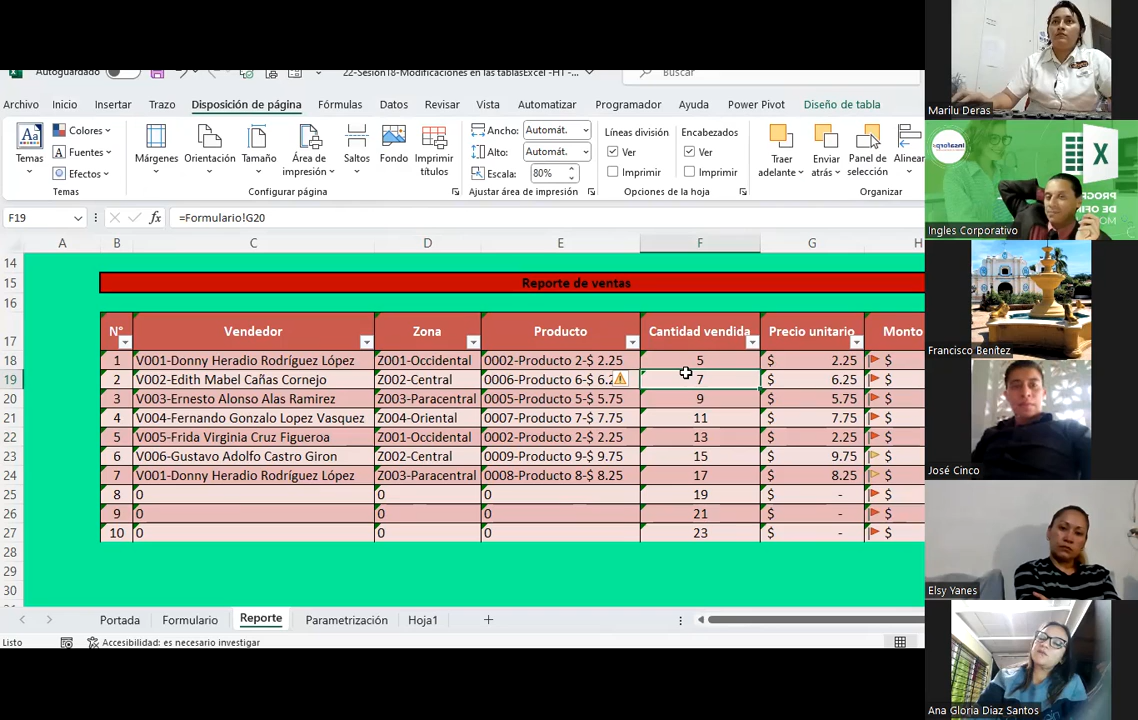 Autoguardado
22-Sesion18-Modificaciones en las tablasExcel -HT -...
Buscar
Archivo Inicio Insertar Trazo Disposición de página Fórmulas Datos Revisar Vista Automatizar Programador Ayuda Power Pivot Diseño de tabla
Aa
Temas
Colores
Fuentes
Efectos
Temas
Márgenes
Orientación
Tamaño
Área de impresión
Saltos
Fondo
Imprimir títulos
Configurar página
Ancho: Automát.
Alto: Automát.
Escala: 80%
Ajustar área de impresión
Líneas división Encabezados
Ver Ver
Imprimir Imprimir
Opciones de la hoja
Traer adelante
Enviar atrás
Panel de selección
Alinear
Organizar
F19 fx =Formulario!G20
A B C D E F G H
14
15 Reporte de ventas
16
17 N° Vendedor Zona Producto Cantidad vendida Precio unitario Monto
18 1 V001-Donny Heradio Rodríguez López Z001-Occidental 0002-Producto 2-$ 2.25 5 $ 2.25 $
19 2 V002-Edith Mabel Cañas Cornejo Z002-Central 0006-Producto 6-$ 6.2 7 $ 6.25 $
20 3 V003-Ernesto Alonso Alas Ramirez Z003-Paracentral 0005-Producto 5-$ 5.75 9 $ 5.75 $
21 4 V004-Fernando Gonzalo Lopez Vasquez Z004-Oriental 0007-Producto 7-$ 7.75 11 $ 7.75 $
22 5 V005-Frida Virginia Cruz Figueroa Z001-Occidental 0002-Producto 2-$ 2.25 13 $ 2.25 $
23 6 V006-Gustavo Adolfo Castro Giron Z002-Central 0009-Producto 9-$ 9.75 15 $ 9.75 $
24 7 V001-Donny Heradio Rodríguez López Z003-Paracentral 0008-Producto 8-$ 8.25 17 $ 8.25 $
25 8 0 0 0 19 $ - $
26 9 0 0 0 21 $ - $
27 10 0 0 0 23 $ - $
28
29
30
Portada Formulario Reporte Parametrización Hoja1
Listo Accesibilidad: es necesario investigar
Marilu Deras
insaforp
X
PROGR
DE OFI
MO
Ingles Corporativo
Francisco Benítez
José Cinco
Elsy Yanes
Ana Gloria Diaz Santos